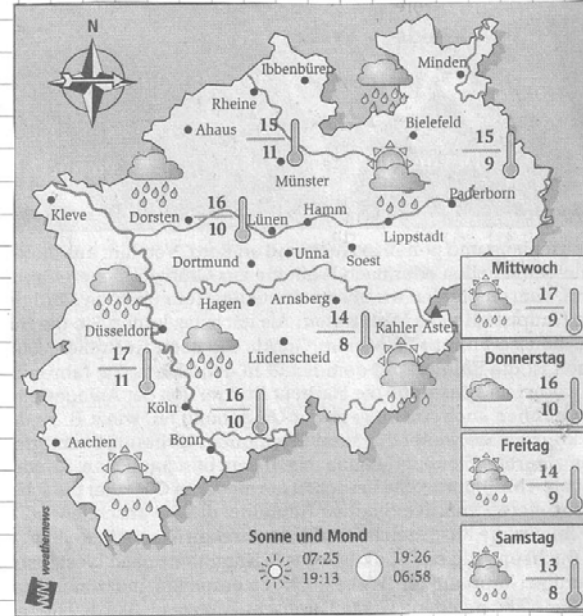 N
Ibbenbüren
Minden
Rheine
Ahaus
Bielefeld
15
11
15
9
Münster
Paderborn
Kleve
Dorsten
16
10
Lünen
Hamm
Lippstadt
Dortmund
Unna
Soest
Hagen
Arnsberg
14
8
Kahler Asten
Düsseldorf
Lüdenscheid
17
11
Köln
16
10
Aachen
Bonn
Mittwoch
17
9
Donnerstag
16
10
Freitag
14
9
Samstag
13
8
Sonne und Mond
07:25 19:26
19:13 06:58
weathernews